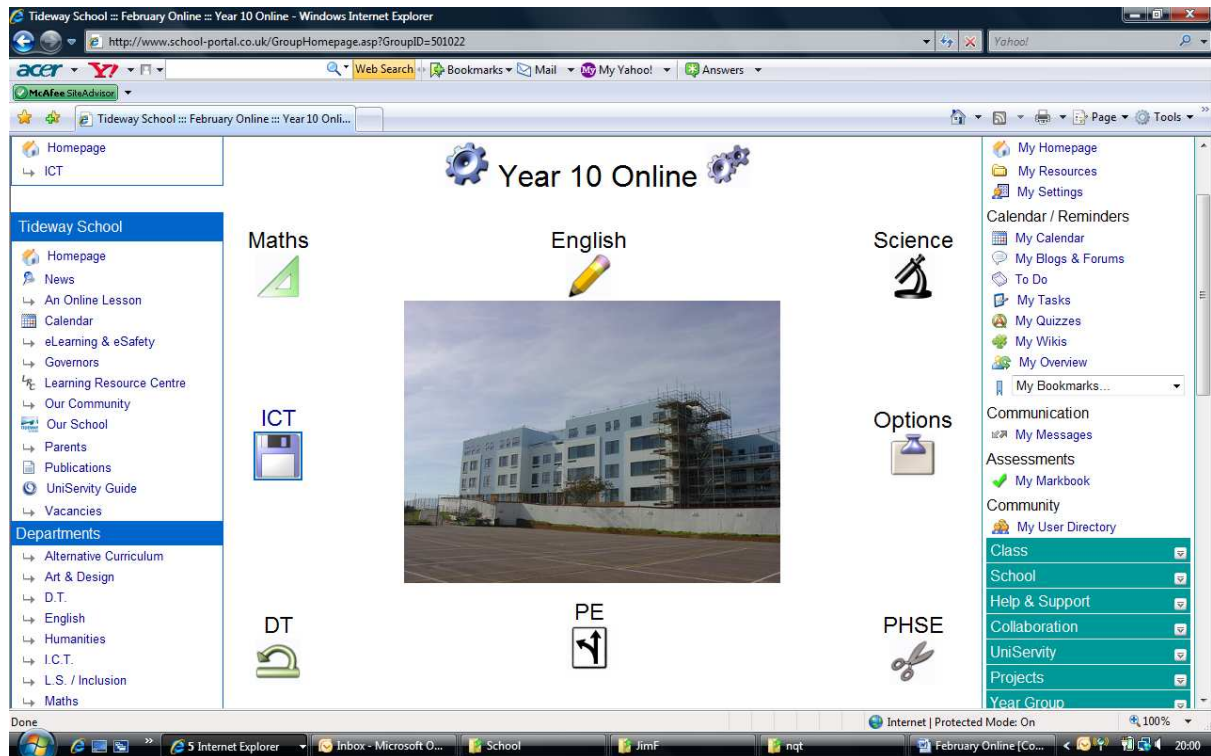 Tideway School ::: February Online ::: Year 10 Online - Windows Internet Explorer
http://www.school-portal.co.uk/GroupHomepage.asp?GroupID=501022
Yahoo!
acer
Y!
Web Search
Bookmarks
Mail
My Yahoo!
Answers
McAfee SiteAdvisor
Tideway School ::: February Online ::: Year 10 Onli...
Page
Tools
Homepage
ICT
Tideway School
Homepage
News
An Online Lesson
Calendar
eLearning & eSafety
Governors
Learning Resource Centre
Our Community
Our School
Parents
Publications
UniServity Guide
Vacancies
Departments
Alternative Curriculum
Art & Design
D.T.
English
Humanities
I.C.T.
L.S. / Inclusion
Maths
Year 10 Online
Maths
English
Science
ICT
Options
DT
PE
PHSE
My Homepage
My Resources
My Settings
Calendar / Reminders
My Calendar
My Blogs & Forums
To Do
My Tasks
My Quizzes
My Wikis
My Overview
My Bookmarks...
Communication
My Messages
Assessments
My Markbook
Community
My User Directory
Class
School
Help & Support
Collaboration
UniServity
Projects
Year Group
Done
Internet | Protected Mode: On
100%
5 Internet Explorer
Inbox - Microsoft O...
School
JimF
nqt
February Online [Co...
20:00